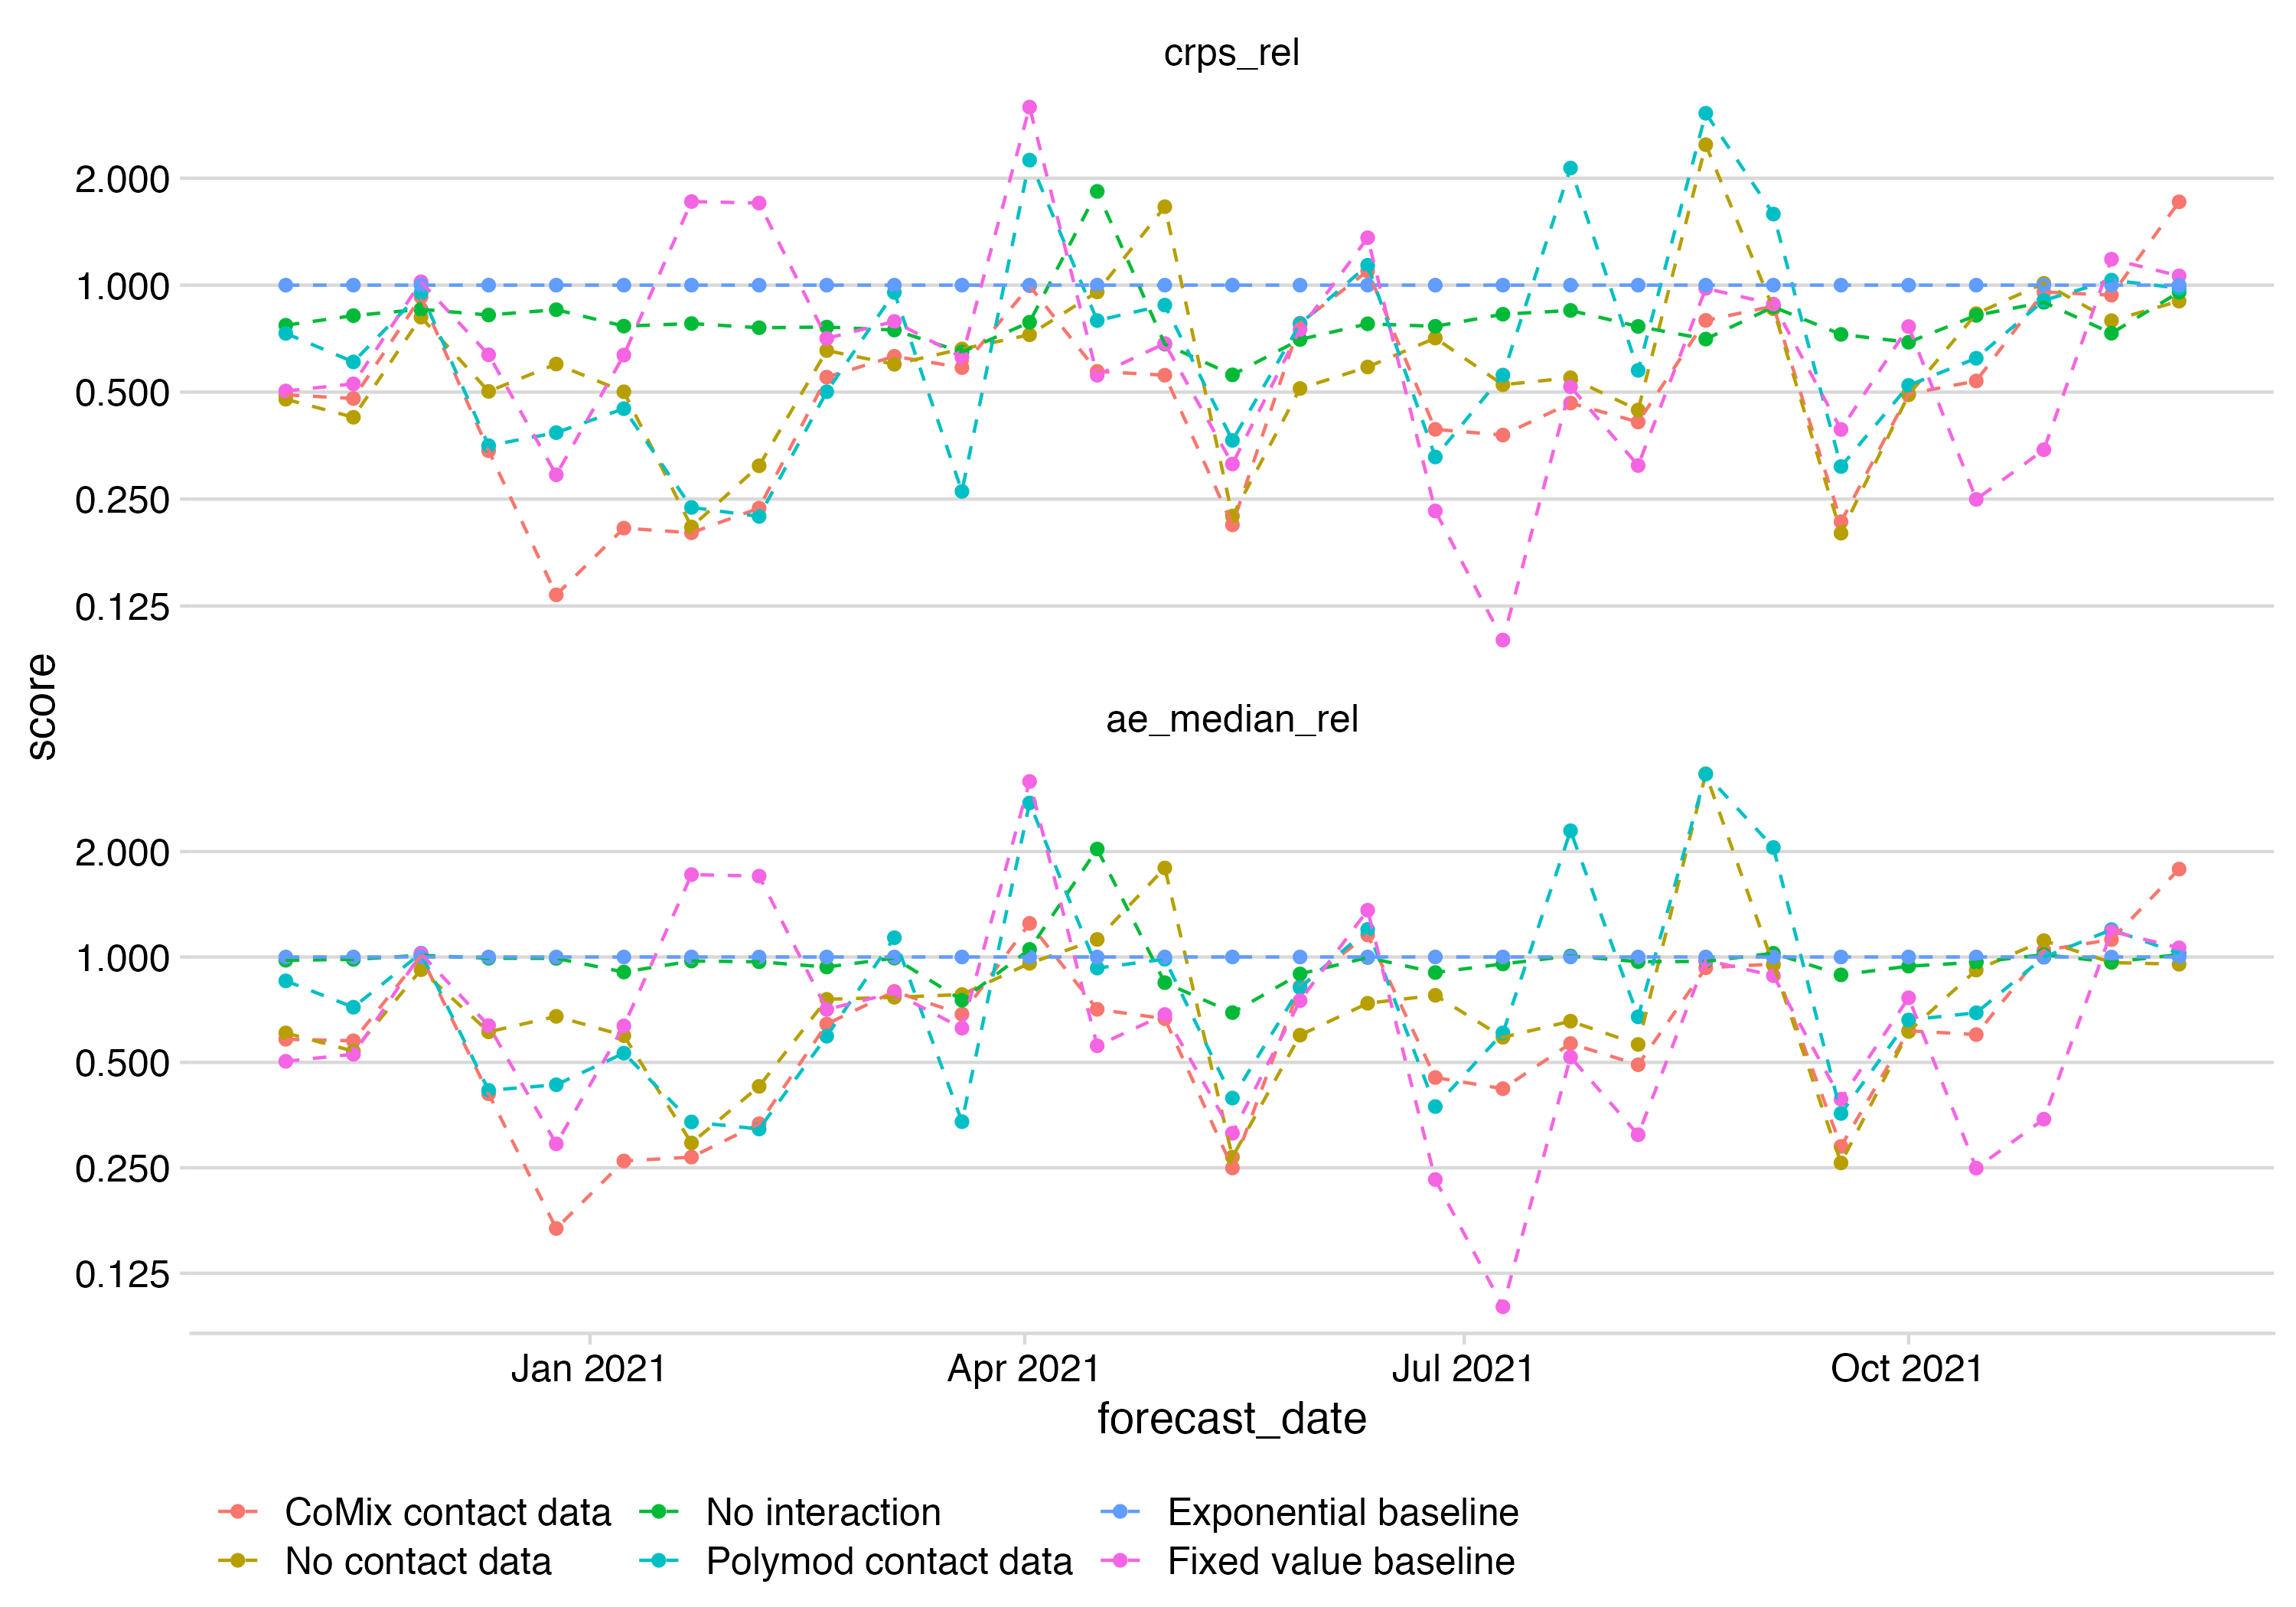 crps_rel
2.000
1.000
0.500
0.250
0.125
score
ae_median_rel
2.000
1.000
0.500
0.250
0.125
Jan 2021 Apr 2021 Jul 2021 Oct 2021
forecast_date
CoMix contact data No interaction Exponential baseline
No contact data Polymod contact data Fixed value baseline